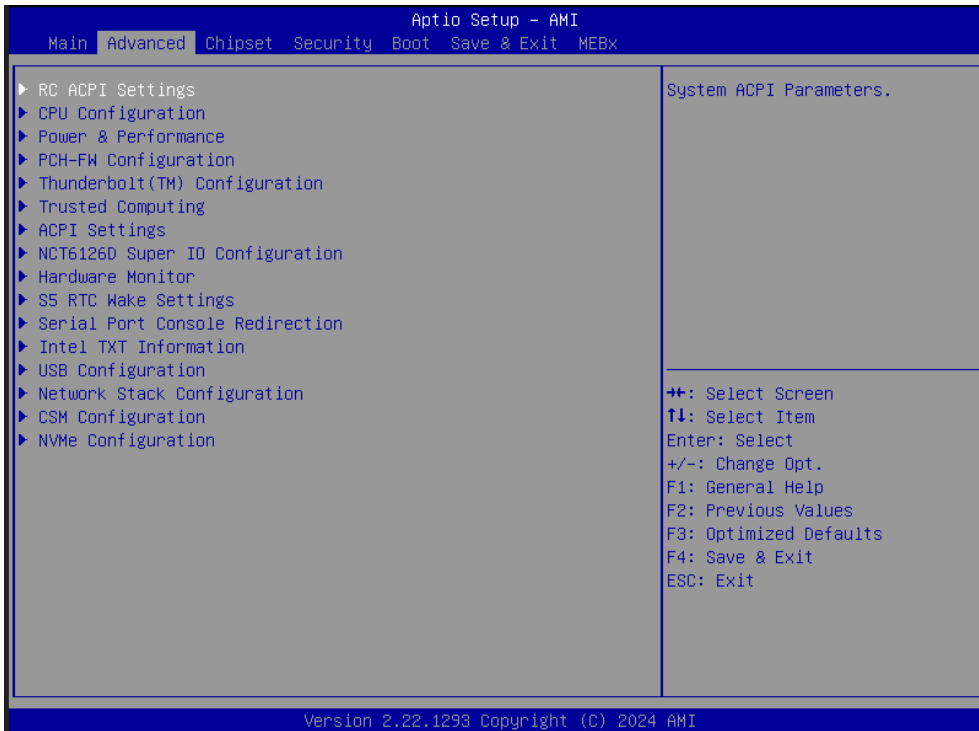 Aptio Setup – AMI
Main Advanced Chipset Security Boot Save & Exit MEBx
RC ACPI Settings
CPU Configuration
Power & Performance
PCH-FW Configuration
Thunderbolt(TM) Configuration
Trusted Computing
ACPI Settings
NCT6126D Super IO Configuration
Hardware Monitor
S5 RTC Wake Settings
Serial Port Console Redirection
Intel TXT Information
USB Configuration
Network Stack Configuration
CSM Configuration
NVMe Configuration
System ACPI Parameters.
→←: Select Screen
↑↓: Select Item
Enter: Select
+/-: Change Opt.
F1: General Help
F2: Previous Values
F3: Optimized Defaults
F4: Save & Exit
ESC: Exit
Version 2.22.1293 Copyright (C) 2024 AMI